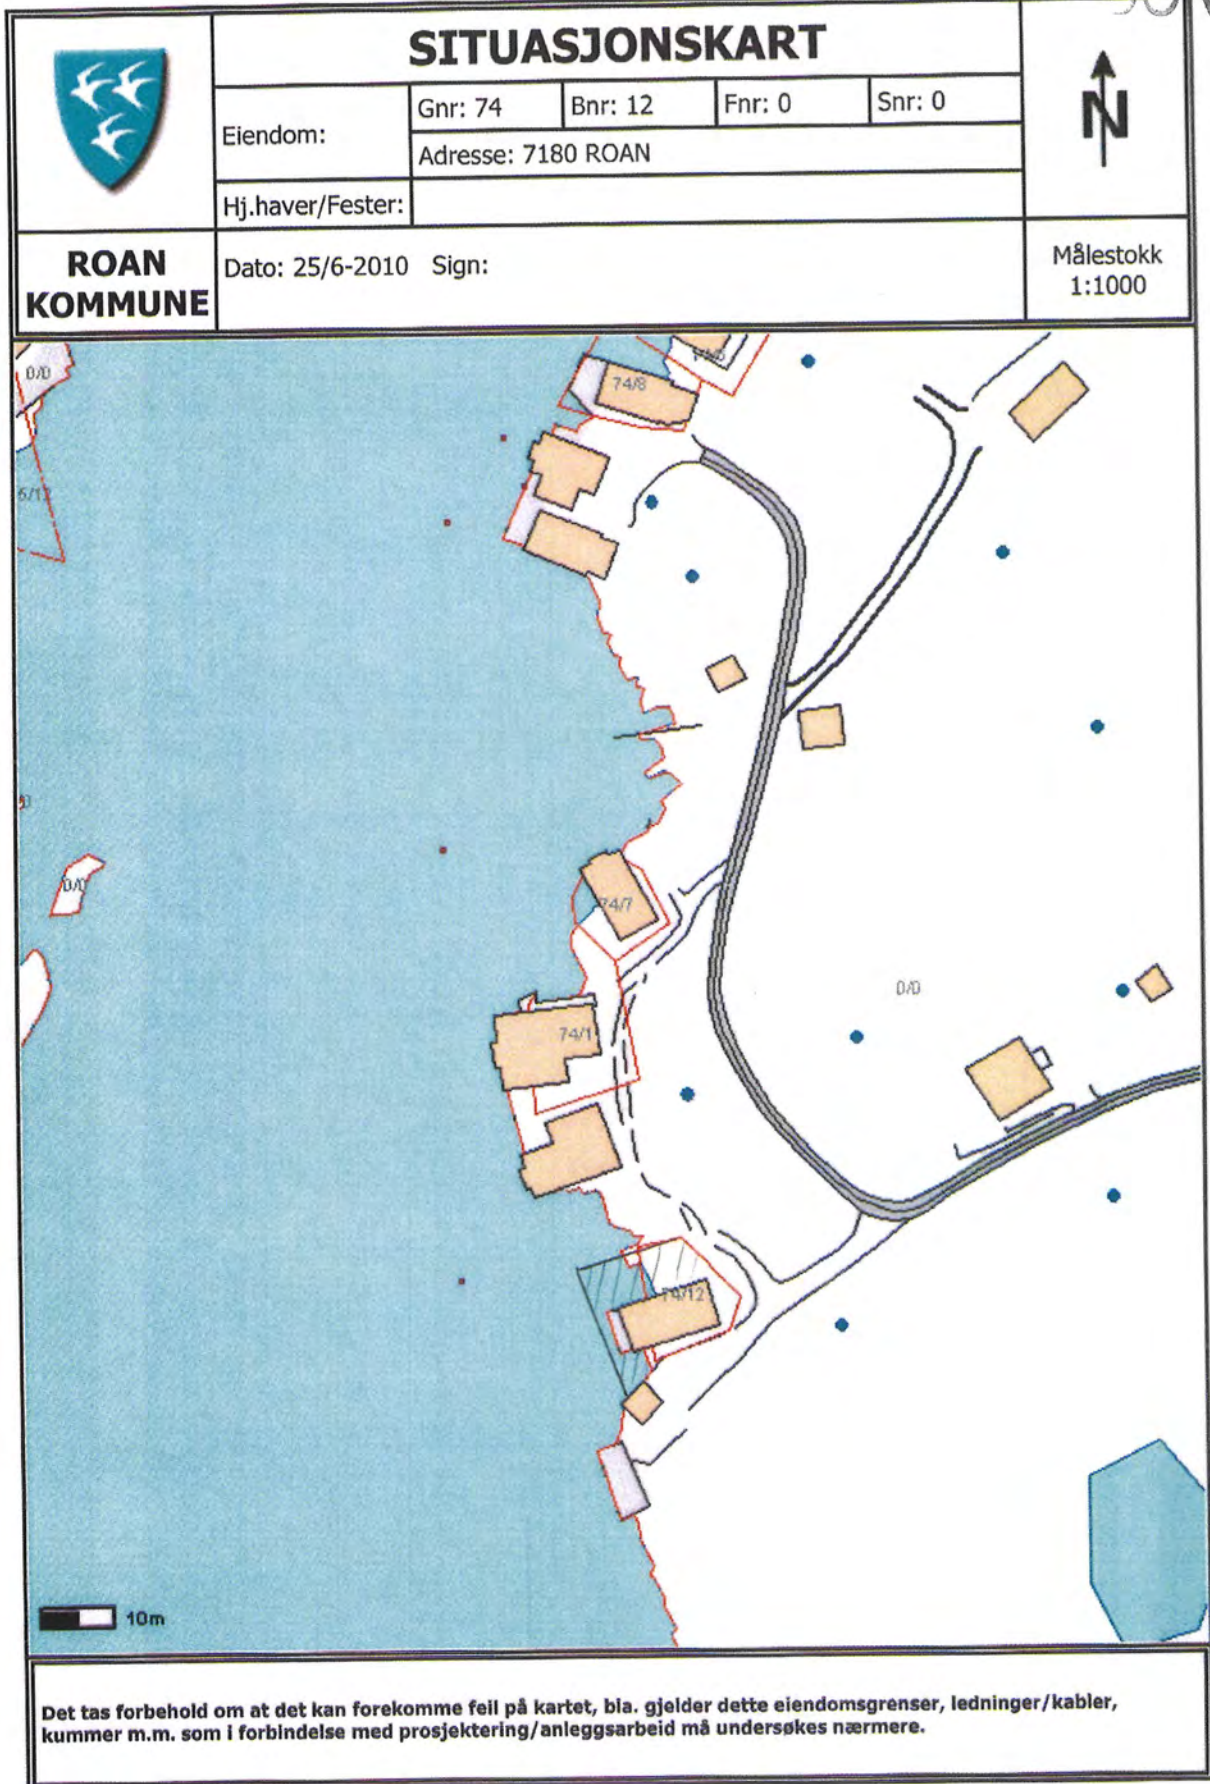 SITUASJONSKART
Eiendom:
Gnr: 74
Bnr: 12
Fnr: 0
Snr: 0
Adresse: 7180 ROAN
Hj.haver/Fester:
N
ROAN
KOMMUNE
Dato: 25/6-2010 Sign:
Målestokk
1:1000
0/0
74/8
74/7
0/0
0/0
74/1
74/12
10m
Det tas forbehold om at det kan forekomme feil på kartet, bla. gjelder dette eiendomsgrenser, ledninger/kabler,
kummer m.m. som i forbindelse med prosjektering/anleggsarbeid må undersøkes nærmere.